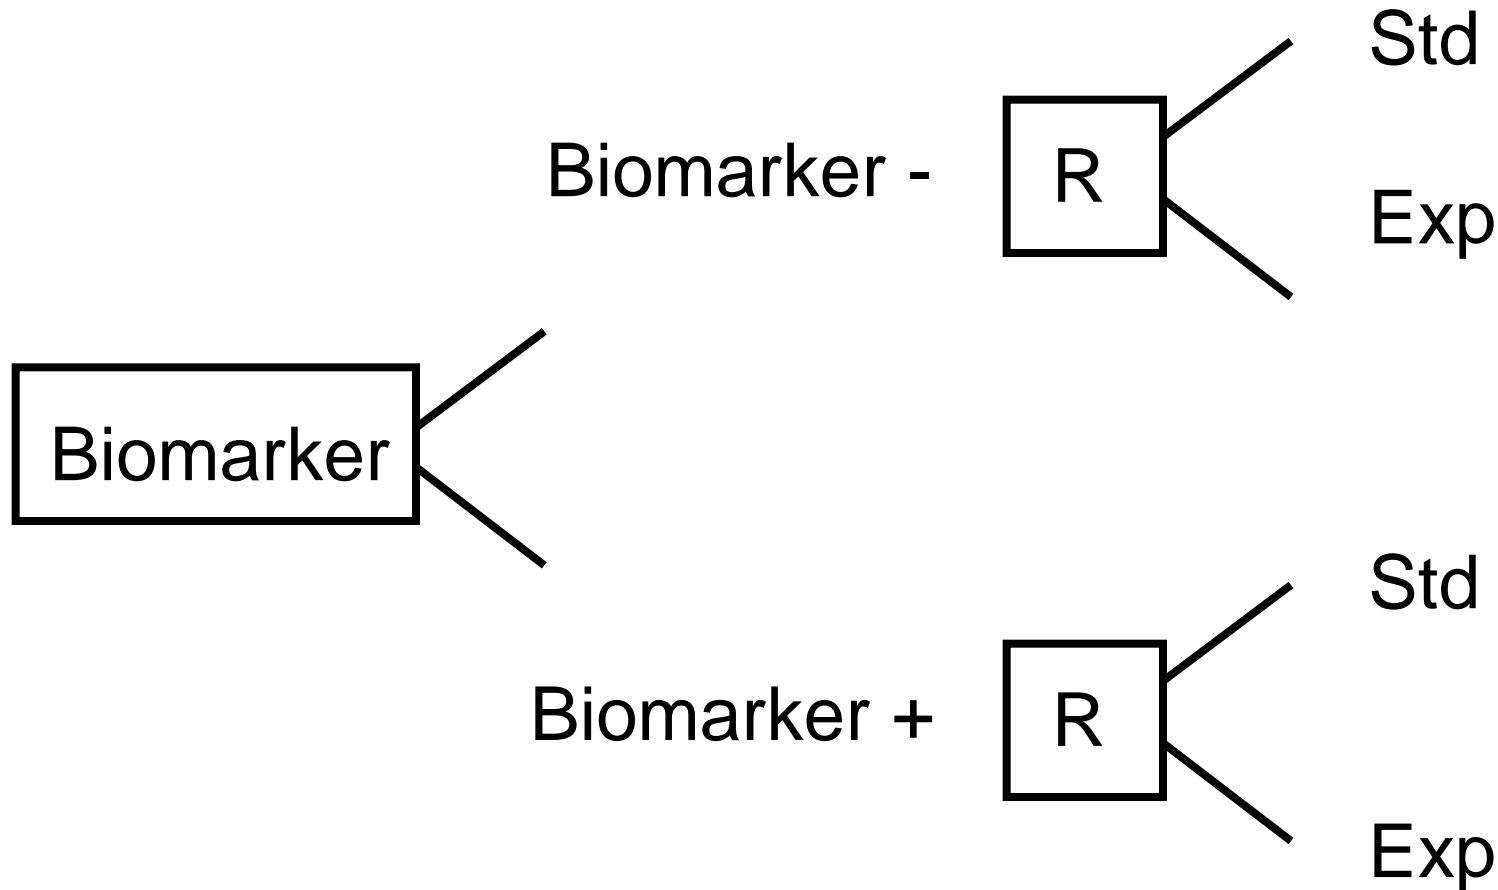 Std
Biomarker -
R
Exp
Biomarker
Std
Biomarker +
R
Exp